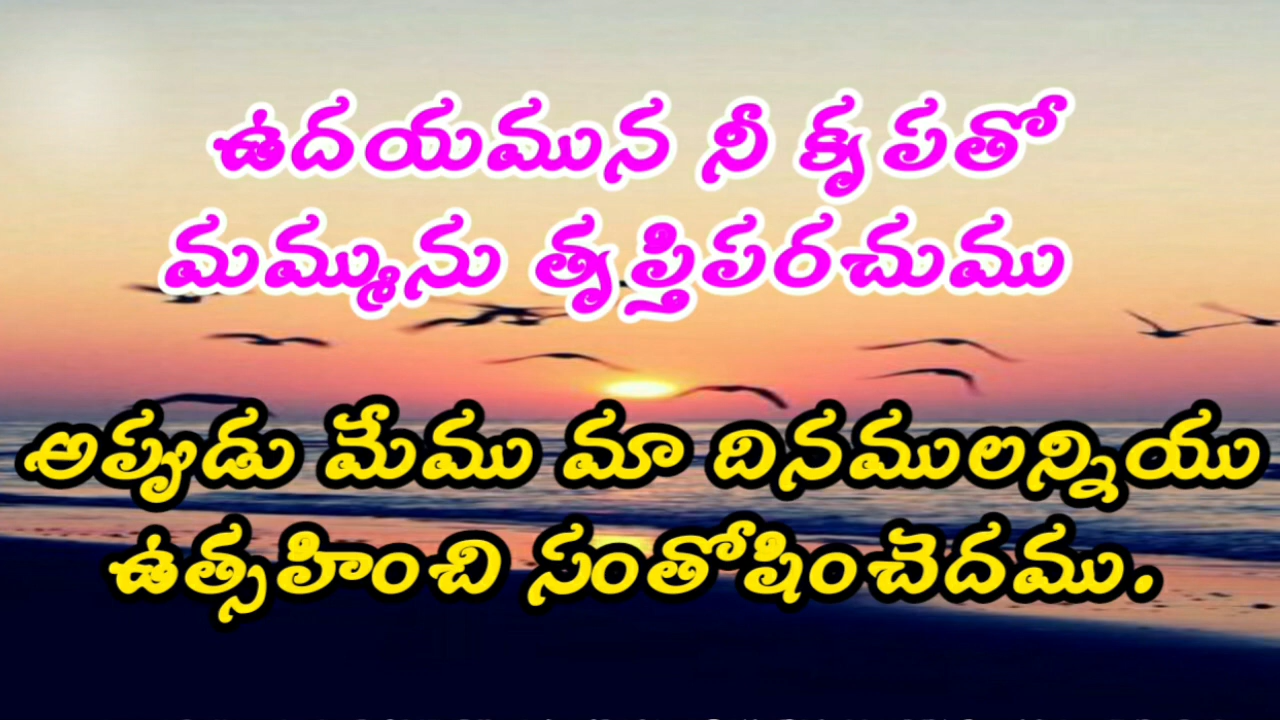 ఉదయమున నీ కృపతో
మమ్మును తృప్తిపరచుము
అప్పుడు మేము మా దినములన్నియు
ఉత్సహించి సంతోషించెదము.